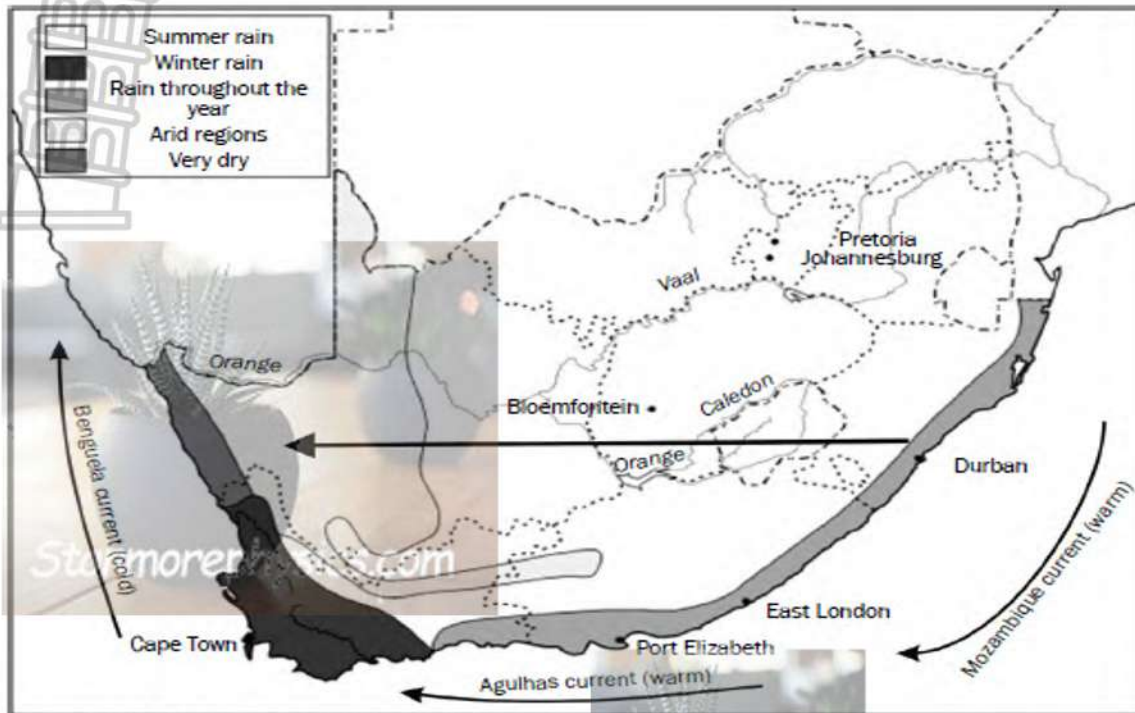 Summer rain
Winter rain
Rain throughout the
year
Arid regions
Very dry
Pretoria
Johannesburg
Vaal
Orange
Bloemfontein
Caledon
Orange
Durban
Benguela current (cold)
Mozambique current (warm)
East London
Port Elizabeth
Cape Town
Agulhas current (warm)